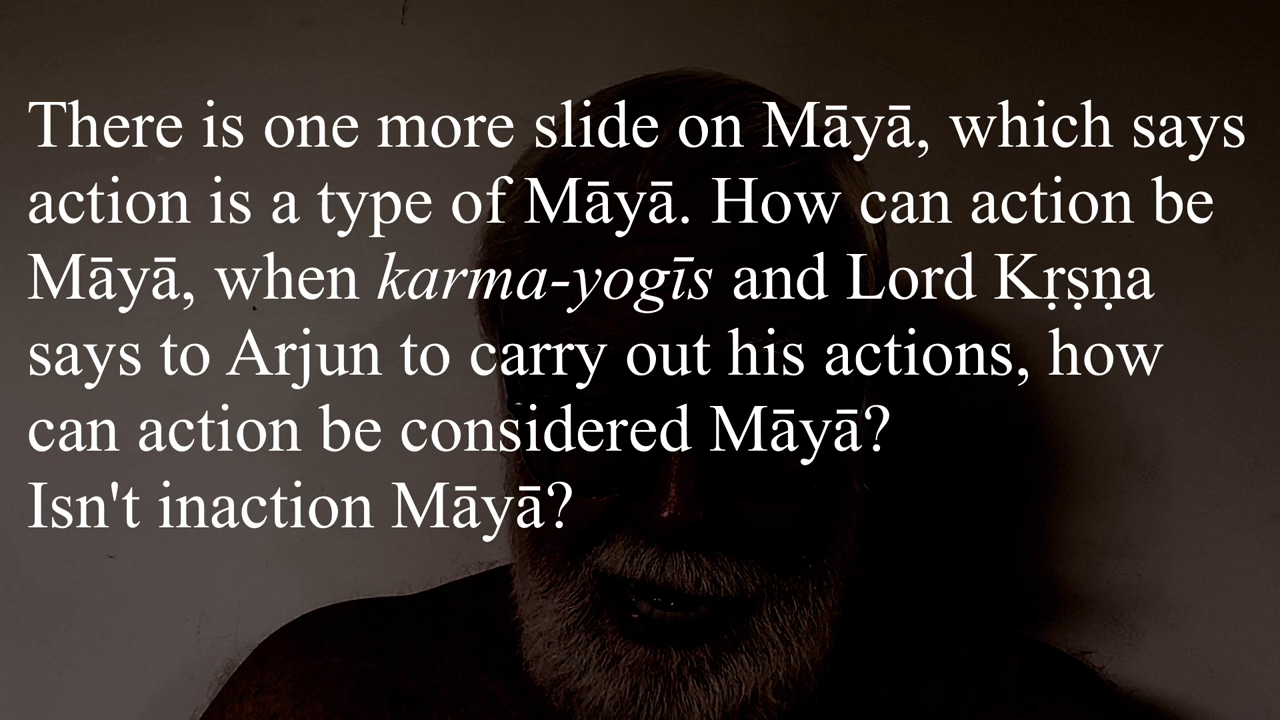 There is one more slide on Māyā, which says
action is a type of Māyā. How can action be
Māyā, when karma-yogīs and Lord Kṛṣṇa
says to Arjun to carry out his actions, how
can action be considered Māyā?
Isn't inaction Māyā?